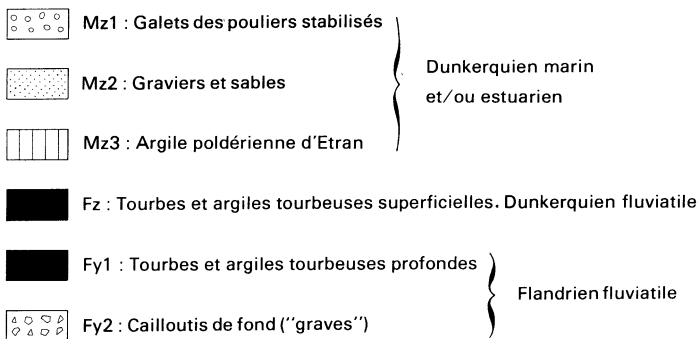 Mz1 : Galets des pouliers stabilisés
Mz2 : Graviers et sables
Mz3 : Argile poldérienne d'Etran
Dunkerquien marin
et/ou estuarien
Fz : Tourbes et argiles tourbeuses superficielles. Dunkerquien fluviatile
Fy1 : Tourbes et argiles tourbeuses profondes
Fy2 : Cailloutis de fond (''graves'')
Flandrien fluviatile